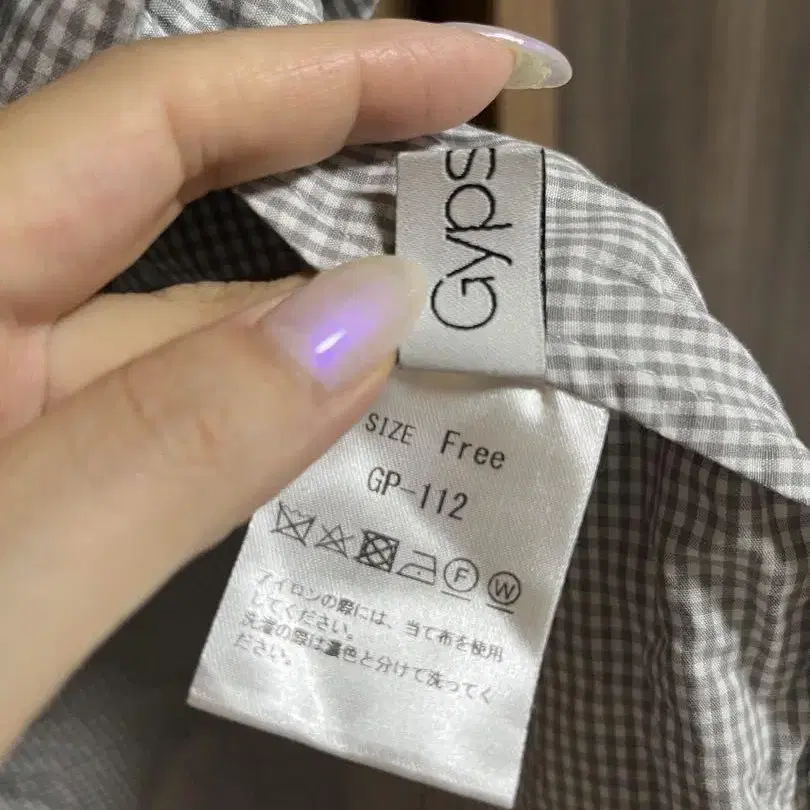 Gyps
SIZE Free
GP-112
F W
アイロンの際には、当て布を使用
してください。
洗濯の際は濃色と分けて洗ってく
ださい。